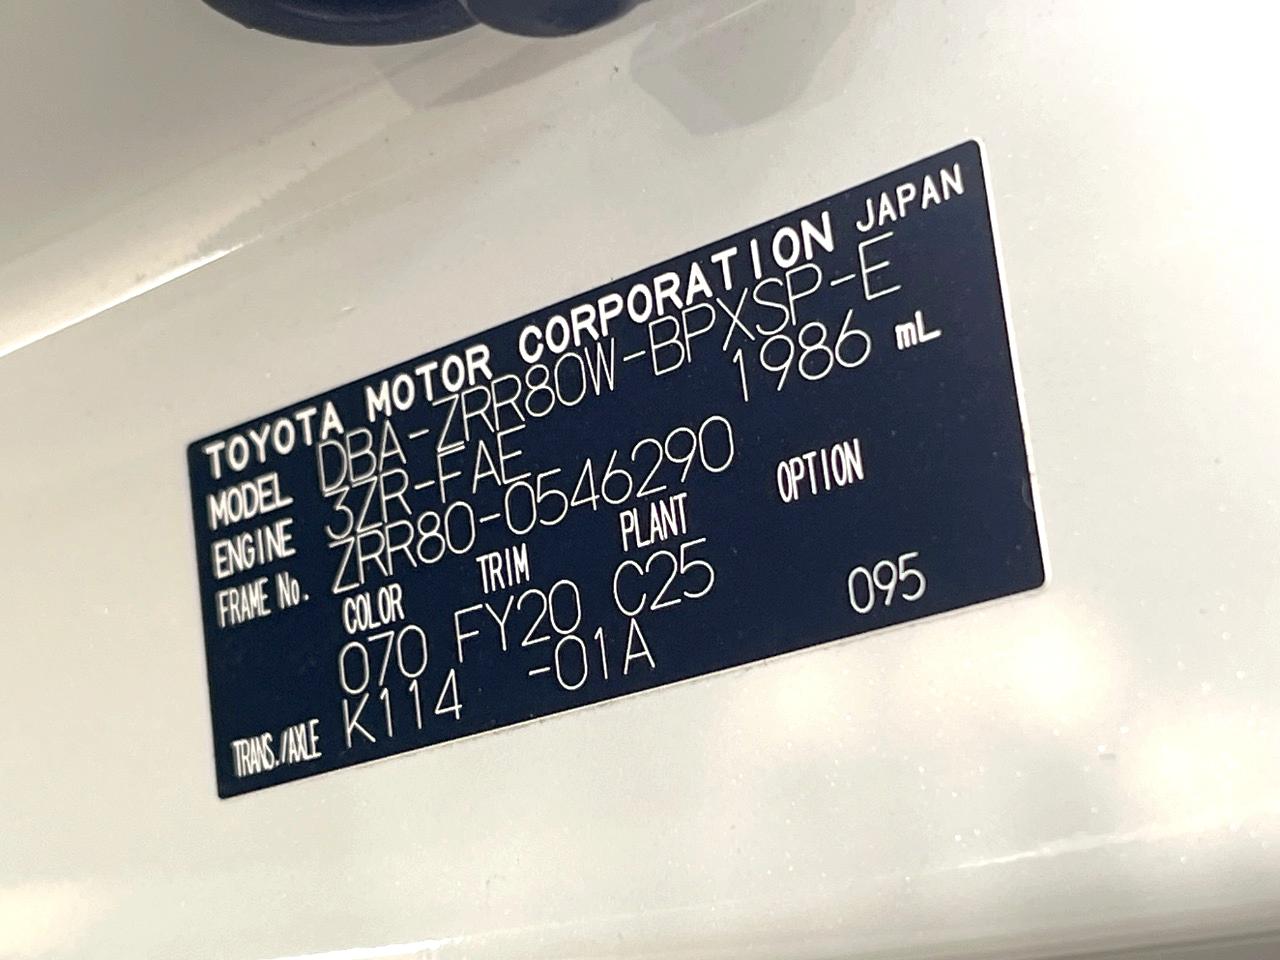 TOYOTA MOTOR CORPORATION JAPAN
MODEL DBA-ZRR80W-BPXSP-E
ENGINE 3ZR-FAE 1986 mL
FRAME No. ZRR80-0546290
COLOR TRIM PLANT OPTION
070 FY20 C25
TRANS./AXLE K114 -01A 095